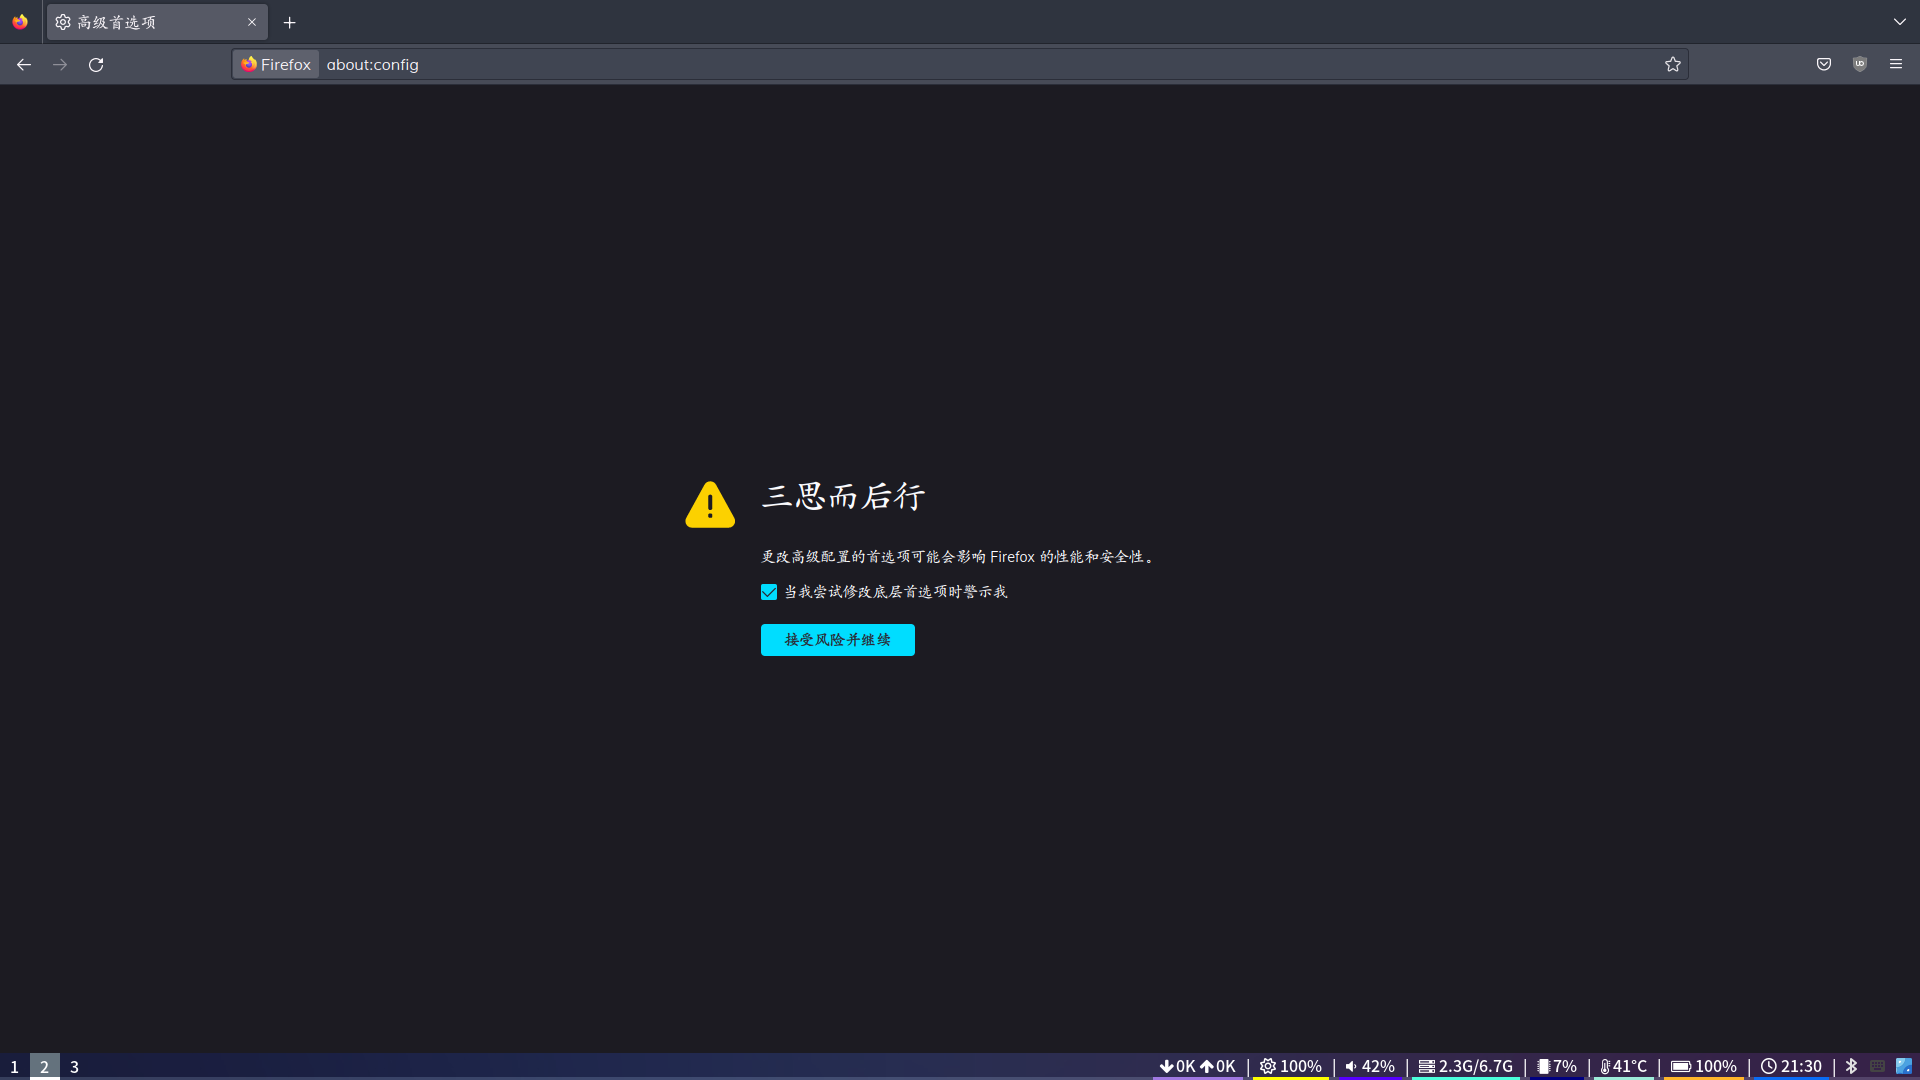 高级首选项
Firefox about:config
三思而后行
更改高级配置的首选项可能会影响 Firefox 的性能和安全性。
当我尝试修改底层首选项时警示我
接受风险并继续
1 2 3 0K 0K | 100% | 42% | 2.3G/6.7G | 7% | 41°C | 100% | 21:30 |